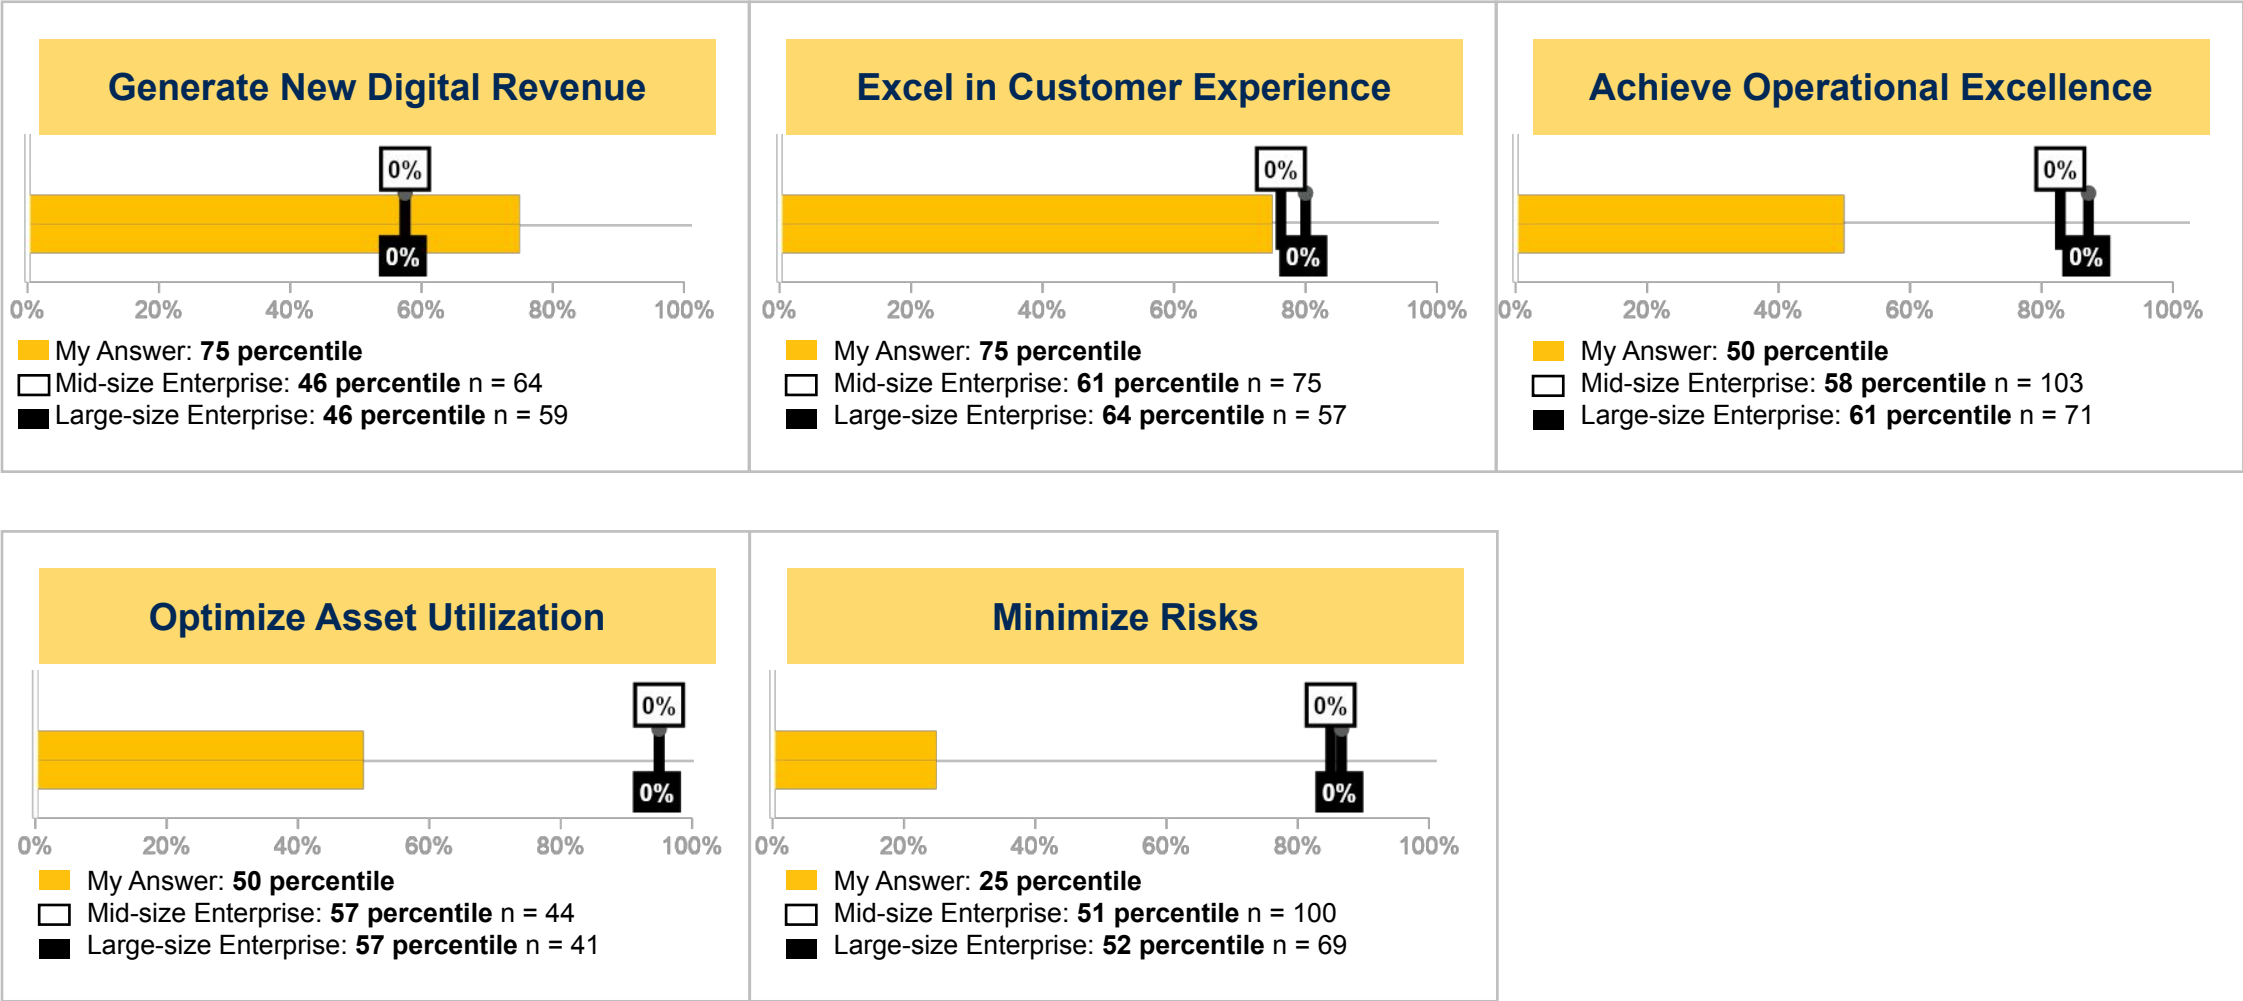 Generate New Digital Revenue
0%
0%
0% 20% 40% 60% 80% 100%
My Answer: 75 percentile
Mid-size Enterprise: 46 percentile n = 64
Large-size Enterprise: 46 percentile n = 59
Excel in Customer Experience
0%
0%
0% 20% 40% 60% 80% 100%
My Answer: 75 percentile
Mid-size Enterprise: 61 percentile n = 75
Large-size Enterprise: 64 percentile n = 57
Achieve Operational Excellence
0%
0%
0% 20% 40% 60% 80% 100%
My Answer: 50 percentile
Mid-size Enterprise: 58 percentile n = 103
Large-size Enterprise: 61 percentile n = 71
Optimize Asset Utilization
0%
0%
0% 20% 40% 60% 80% 100%
My Answer: 50 percentile
Mid-size Enterprise: 57 percentile n = 44
Large-size Enterprise: 57 percentile n = 41
Minimize Risks
0%
0%
0% 20% 40% 60% 80% 100%
My Answer: 25 percentile
Mid-size Enterprise: 51 percentile n = 100
Large-size Enterprise: 52 percentile n = 69